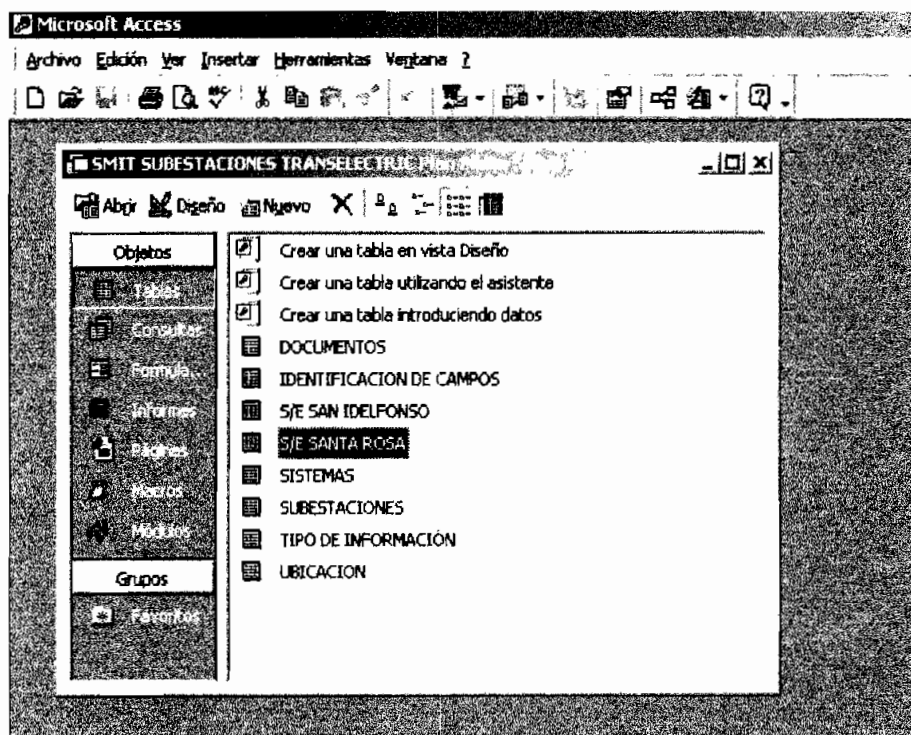 Microsoft Access
Archivo Edición Ver Insertar Herramientas Ventana ?
SMIT SUBESTACIONES TRANSELECTRIC
Abrir Diseño Nuevo
Objetos
Tablas
Consultas
Formula...
Informes
Páginas
Macros
Módulos
Grupos
Favoritos
Crear una tabla en vista Diseño
Crear una tabla utilizando el asistente
Crear una tabla introduciendo datos
DOCUMENTOS
IDENTIFICACION DE CAMPOS
S/E SAN IDELFONSO
S/E SANTA ROSA
SISTEMAS
SUBESTACIONES
TIPO DE INFORMACIÓN
UBICACION